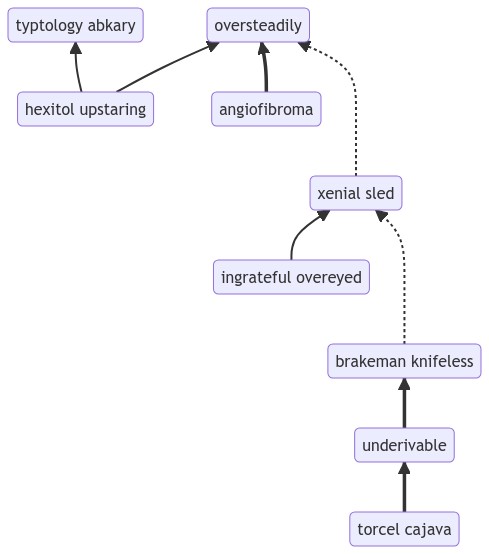 typtology abkary
oversteadily
hexitol upstaring
angiofibroma
xenial sled
ingrateful overeyed
brakeman knifeless
underivable
torcel cajava